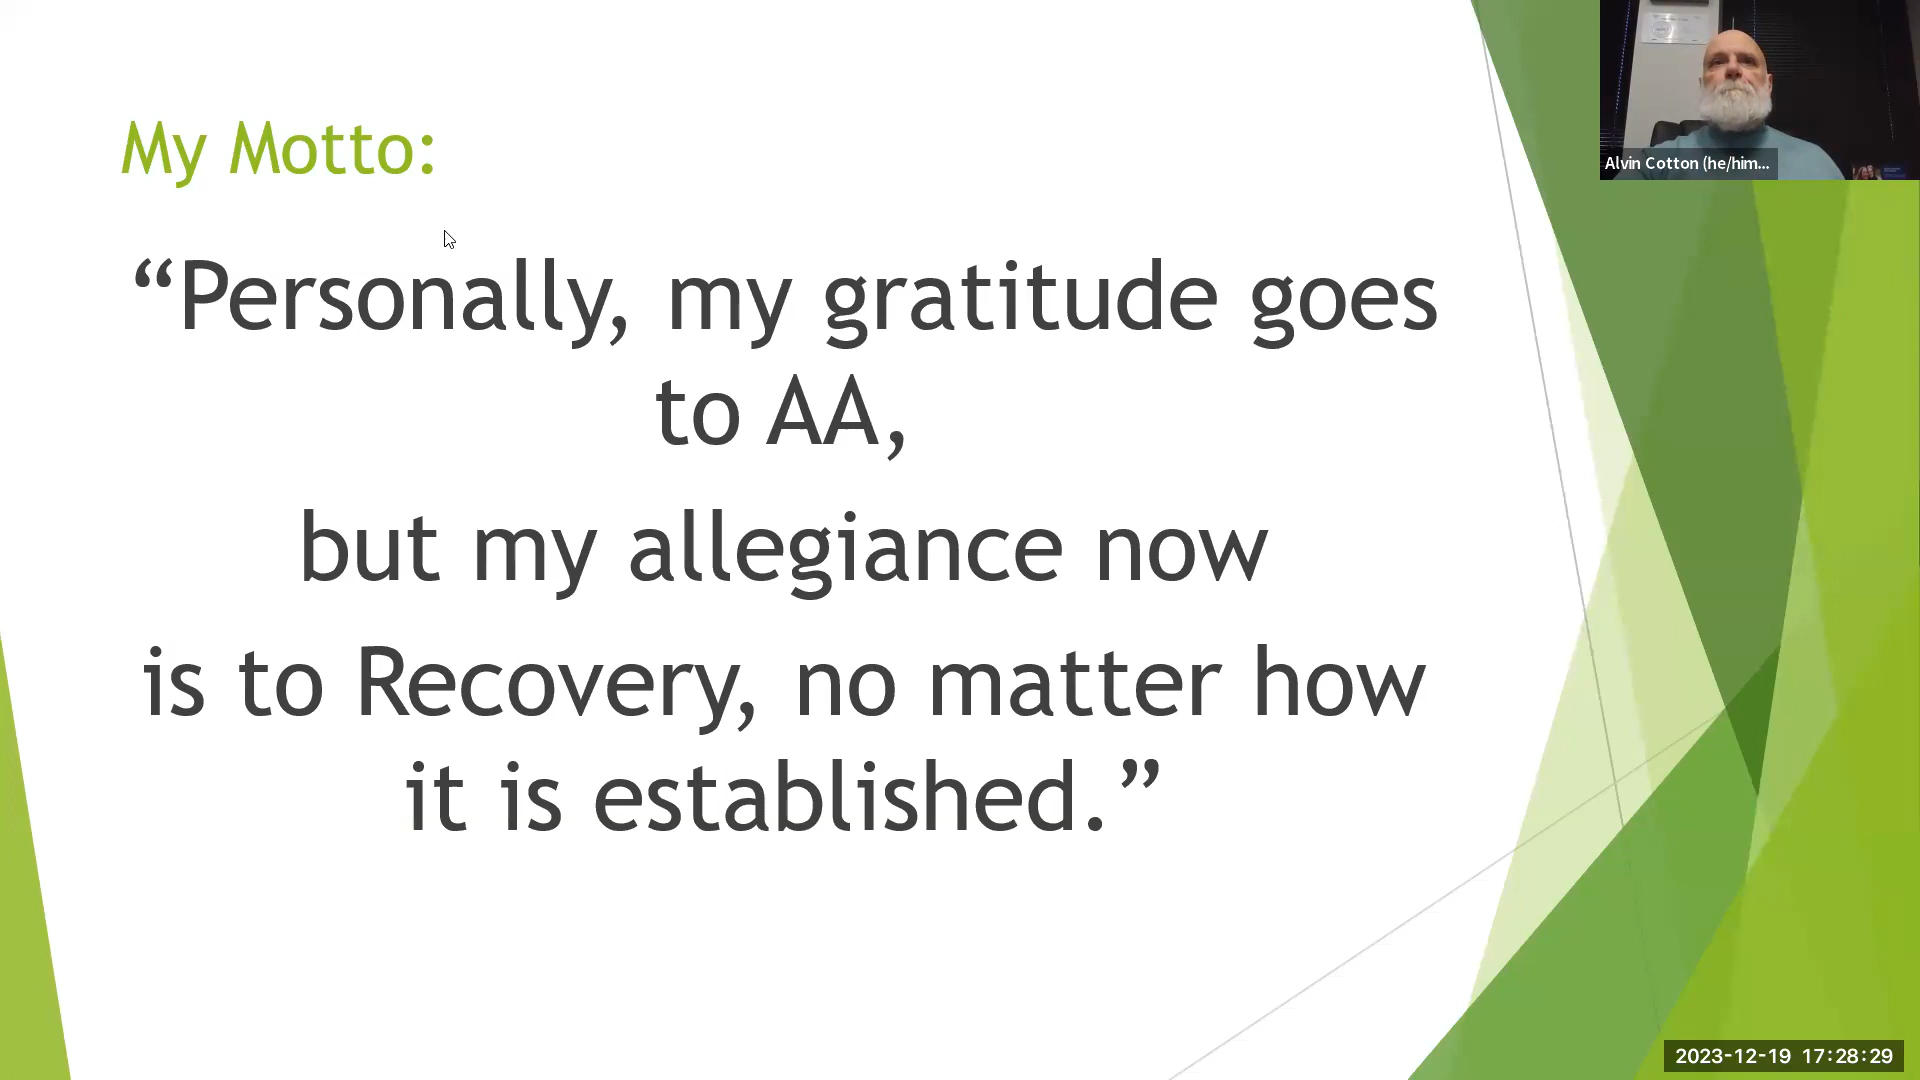 My Motto:
“Personally, my gratitude goes
to AA,
but my allegiance now
is to Recovery, no matter how
it is established.”
Alvin Cotton (he/him...
2023-12-19 17:28:29